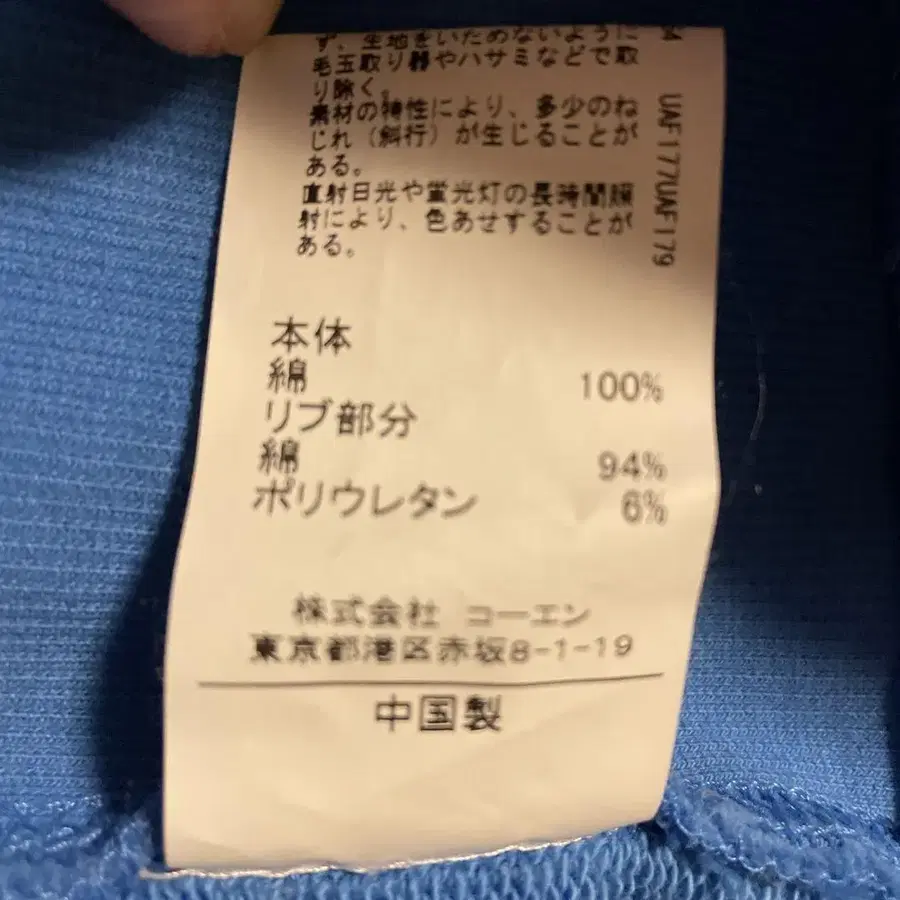 ず、生地をいためないように
毛玉取り器やハサミなどで取
り除く。
素材の特性により、多少のね
じれ（斜行）が生じることが
ある。
直射日光や蛍光灯の長時間照
射により、色あせすることが
ある。
UAF177UAF179
本体
綿 100%
リブ部分
綿 94%
ポリウレタン 6%
株式会社 コーエン
東京都港区赤坂8-1-19
中国製